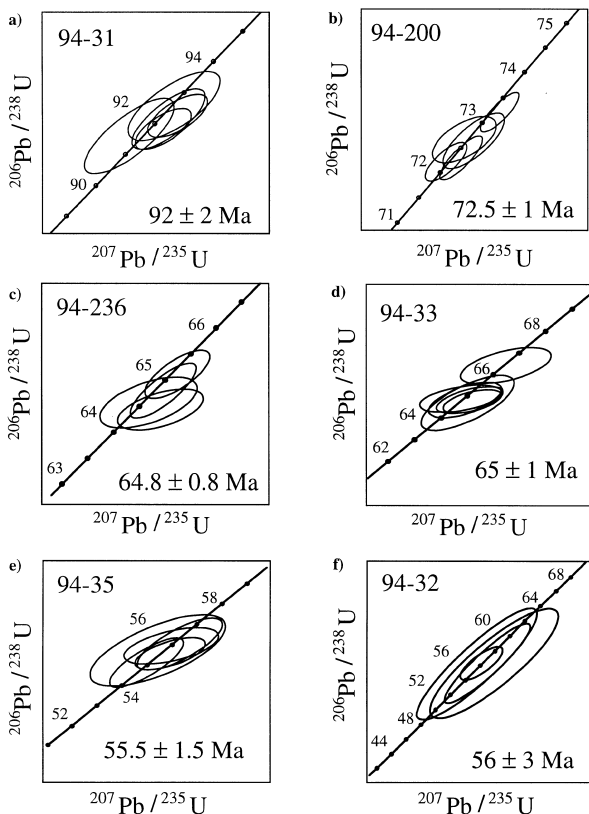 a)
94-31
94
92
90
92 ± 2 Ma
206Pb / 238U
207Pb / 235U
b)
94-200
75
74
73
72
71
72.5 ± 1 Ma
206Pb / 238U
207Pb / 235U
c)
94-236
66
65
64
63
64.8 ± 0.8 Ma
206Pb / 238U
207Pb / 235U
d)
94-33
68
66
64
62
65 ± 1 Ma
206Pb / 238U
207Pb / 235U
e)
94-35
58
56
54
52
55.5 ± 1.5 Ma
206Pb / 238U
207Pb / 235U
f)
94-32
68
64
60
56
52
48
44
56 ± 3 Ma
206Pb / 238U
207Pb / 235U